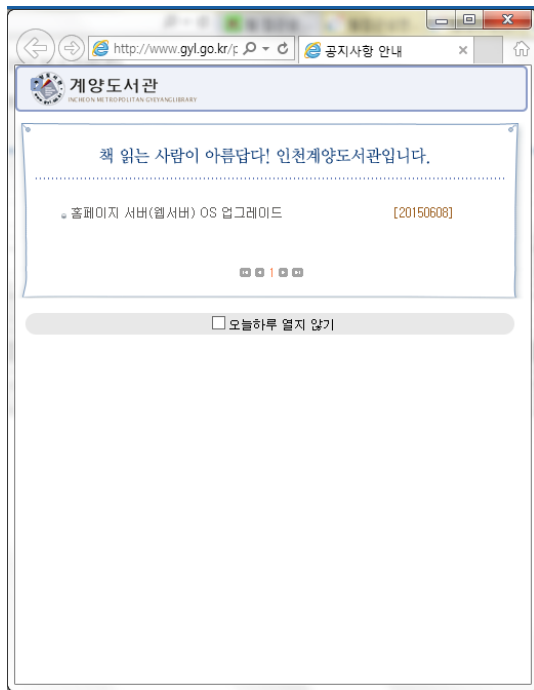 http://www.gyl.go.kr/p
공지사항 안내
계양도서관
INCHEON METROPOLITAN GYEYANG LIBRARY
책 읽는 사람이 아름답다! 인천계양도서관입니다.
홈페이지 서버(웹서버) OS 업그레이드 [20150608]
1
오늘하루 열지 않기